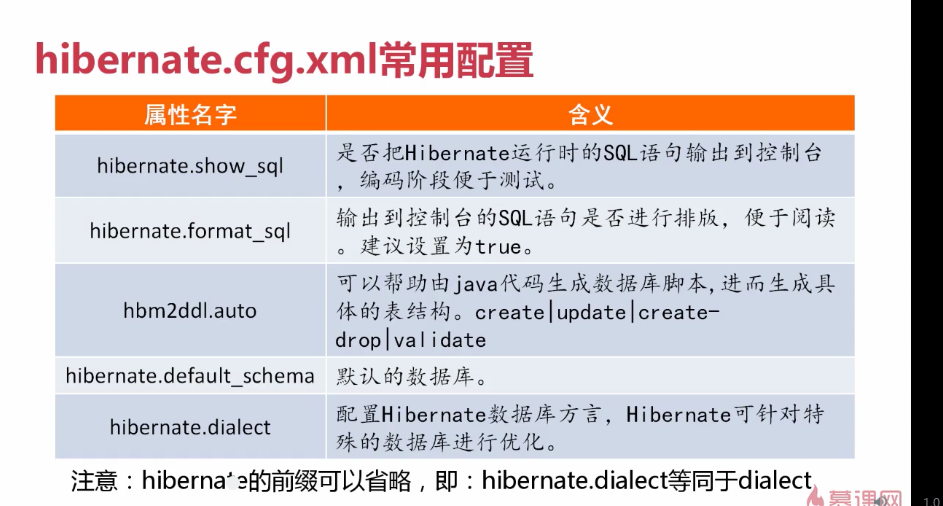 hibernate.cfg.xml常用配置
属性名字
含义
hibernate.show_sql
是否把Hibernate运行时的SQL语句输出到控制台
，编码阶段便于测试。
hibernate.format_sql
输出到控制台的SQL语句是否进行排版，便于阅读
。建议设置为true。
hbm2ddl.auto
可以帮助由java代码生成数据库脚本,进而生成具
体的表结构。create|update|create-
drop|validate
hibernate.default_schema
默认的数据库。
hibernate.dialect
配置Hibernate数据库方言，Hibernate可针对特
殊的数据库进行优化。
注意：hibernate的前缀可以省略，即：hibernate.dialect等同于dialect
慕课网